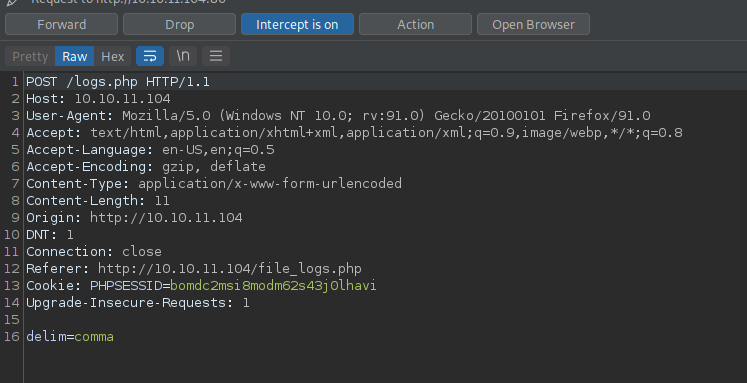 Request to http://10.10.11.104:80
Forward Drop Intercept is on Action Open Browser
Pretty Raw Hex \n
1 POST /logs.php HTTP/1.1
2 Host: 10.10.11.104
3 User-Agent: Mozilla/5.0 (Windows NT 10.0; rv:91.0) Gecko/20100101 Firefox/91.0
4 Accept: text/html,application/xhtml+xml,application/xml;q=0.9,image/webp,*/*;q=0.8
5 Accept-Language: en-US,en;q=0.5
6 Accept-Encoding: gzip, deflate
7 Content-Type: application/x-www-form-urlencoded
8 Content-Length: 11
9 Origin: http://10.10.11.104
10 DNT: 1
11 Connection: close
12 Referer: http://10.10.11.104/file_logs.php
13 Cookie: PHPSESSID=bomdc2msi8modm62s43j0lhavi
14 Upgrade-Insecure-Requests: 1
15
16 delim=comma